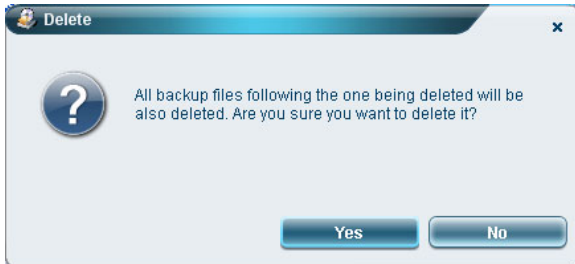 Delete
All backup files following the one being deleted will be
also deleted. Are you sure you want to delete it?
Yes
No